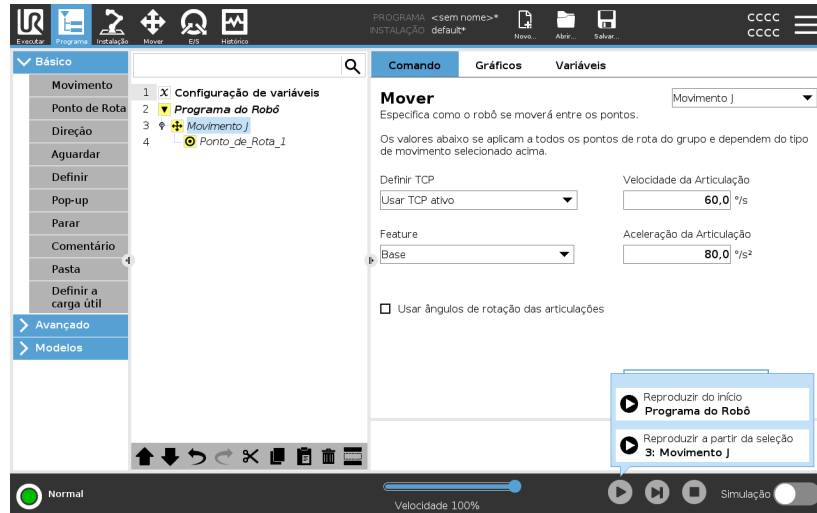 PROGRAMA <sem nome>*
INSTALAÇÃO default*
UR
Executar Programa Instalação Mover E/S Histórico
Novo... Abrir... Salvar...
CCCC
CCCC
Básico
Movimento
Ponto de Rota
Direção
Aguardar
Definir
Pop-up
Parar
Comentário
Pasta
Definir a
carga útil
Avançado
Modelos
1 X Configuração de variáveis
2 Programa do Robô
3 Movimento J
4 Ponto_de_Rota_1
Comando Gráficos Variáveis
Mover
Movimento J
Especifica como o robô se moverá entre os pontos.
Os valores abaixo se aplicam a todos os pontos de rota do grupo e dependem do tipo
de movimento selecionado acima.
Definir TCP Velocidade da Articulação
Usar TCP ativo 60,0 °/s
Feature Aceleração da Articulação
Base 80,0 °/s²
Usar ângulos de rotação das articulações
Reproduzir do início
Programa do Robô
Reproduzir a partir da seleção
3: Movimento J
Normal
Velocidade 100%
Simulação